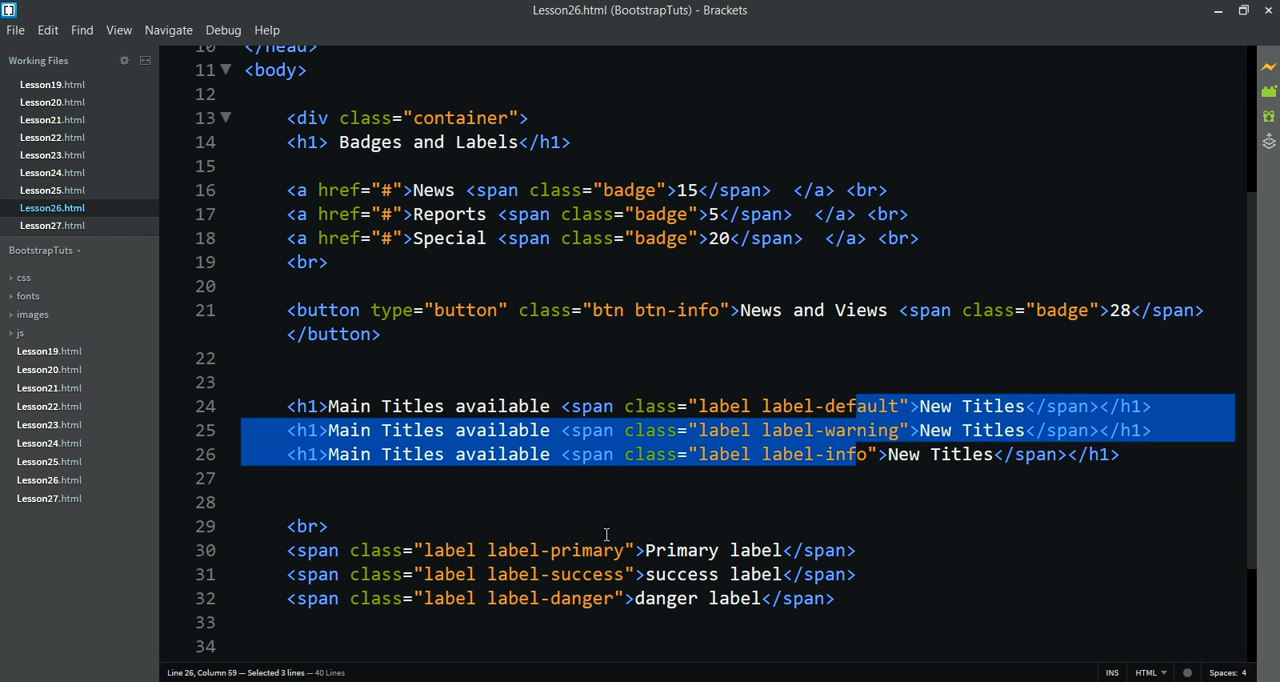 Lesson26.html (BootstrapTuts) - Brackets
File Edit Find View Navigate Debug Help
Working Files
Lesson19.html
Lesson20.html
Lesson21.html
Lesson22.html
Lesson23.html
Lesson24.html
Lesson25.html
Lesson26.html
Lesson27.html
BootstrapTuts
css
fonts
images
js
Lesson19.html
Lesson20.html
Lesson21.html
Lesson22.html
Lesson23.html
Lesson24.html
Lesson25.html
Lesson26.html
Lesson27.html
10 </head>
11 <body>
12
13 <div class="container">
14 <h1> Badges and Labels</h1>
15
16 <a href="#">News <span class="badge">15</span> </a> <br>
17 <a href="#">Reports <span class="badge">5</span> </a> <br>
18 <a href="#">Special <span class="badge">20</span> </a> <br>
19 <br>
20
21 <button type="button" class="btn btn-info">News and Views <span class="badge">28</span>
</button>
22
23
24 <h1>Main Titles available <span class="label label-default">New Titles</span></h1>
25 <h1>Main Titles available <span class="label label-warning">New Titles</span></h1>
26 <h1>Main Titles available <span class="label label-info">New Titles</span></h1>
27
28
29 <br>
30 <span class="label label-primary">Primary label</span>
31 <span class="label label-success">success label</span>
32 <span class="label label-danger">danger label</span>
33
34
Line 26, Column 59 — Selected 3 lines — 40 Lines
INS HTML Spaces: 4